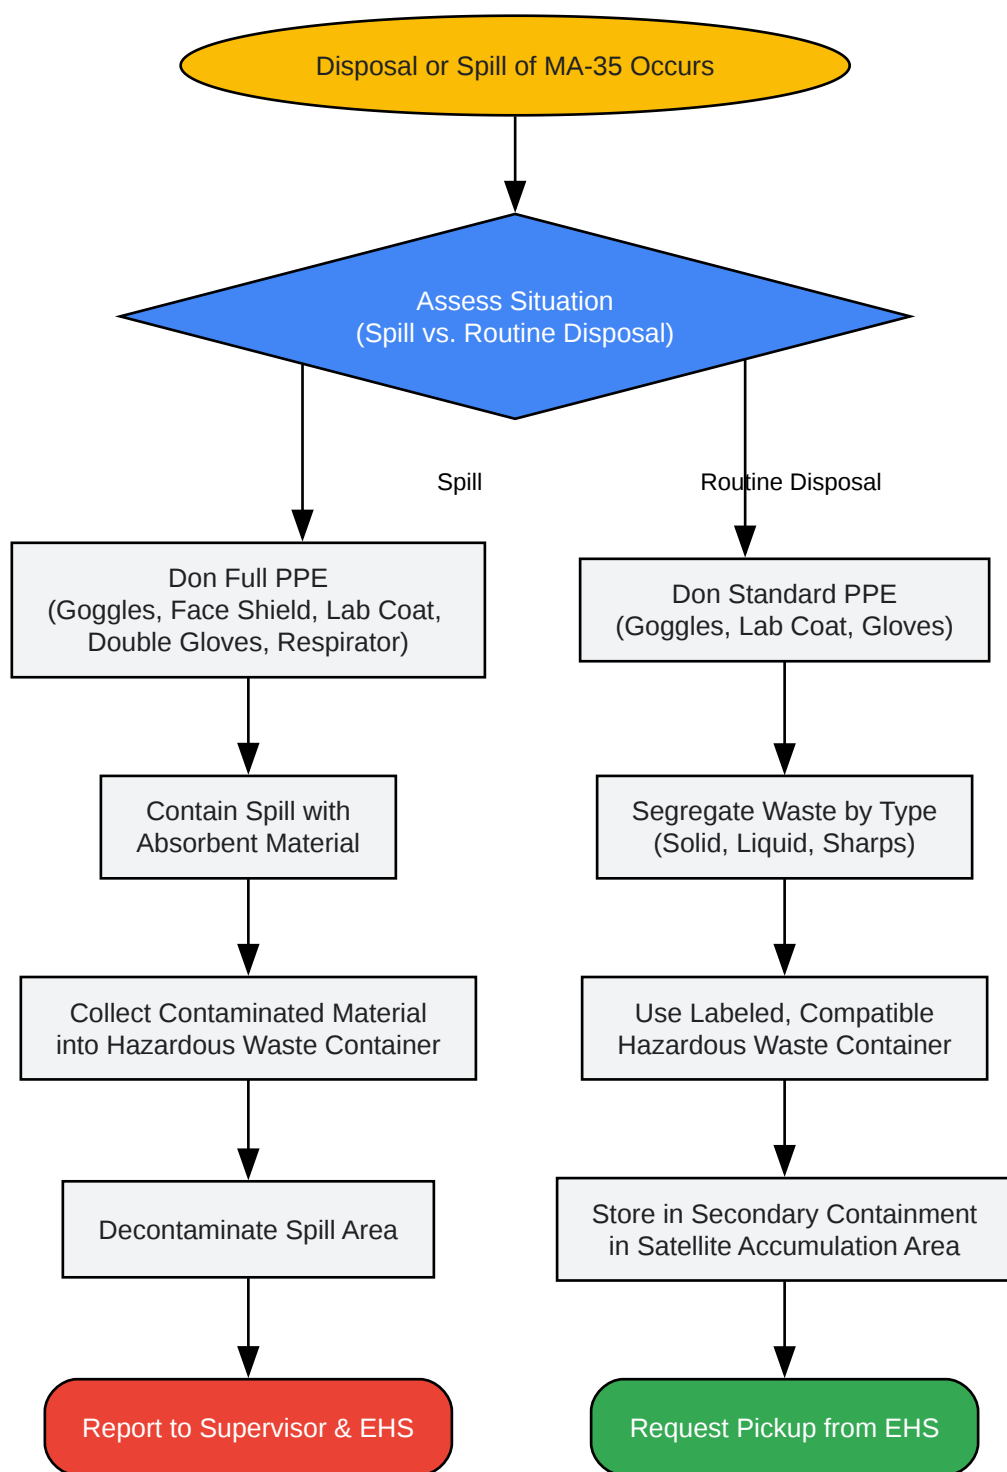 Disposal or Spill of MA-35 Occurs
Assess Situation
(Spill vs. Routine Disposal)
Spill
Routine Disposal
Don Full PPE
(Goggles, Face Shield, Lab Coat,
Double Gloves, Respirator)
Don Standard PPE
(Goggles, Lab Coat, Gloves)
Contain Spill with
Absorbent Material
Segregate Waste by Type
(Solid, Liquid, Sharps)
Collect Contaminated Material
into Hazardous Waste Container
Use Labeled, Compatible
Hazardous Waste Container
Decontaminate Spill Area
Store in Secondary Containment
in Satellite Accumulation Area
Report to Supervisor & EHS
Request Pickup from EHS